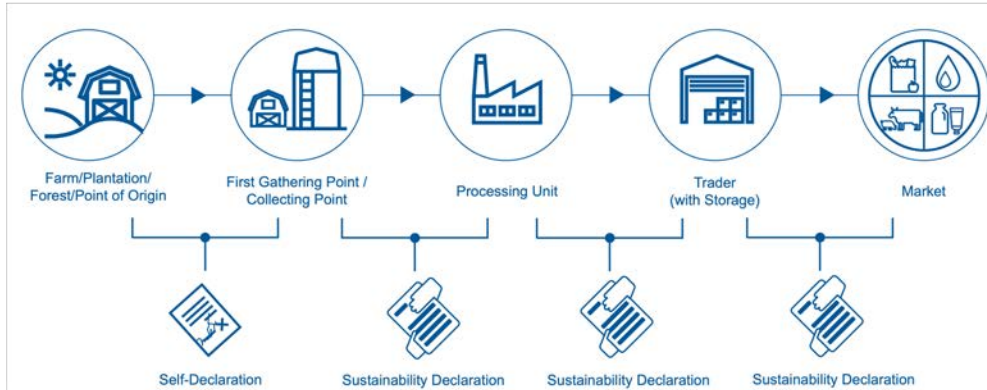 Farm/Plantation/
Forest/Point of Origin
First Gathering Point /
Collecting Point
Processing Unit
Trader
(with Storage)
Market
Self-Declaration
Sustainability Declaration
Sustainability Declaration
Sustainability Declaration